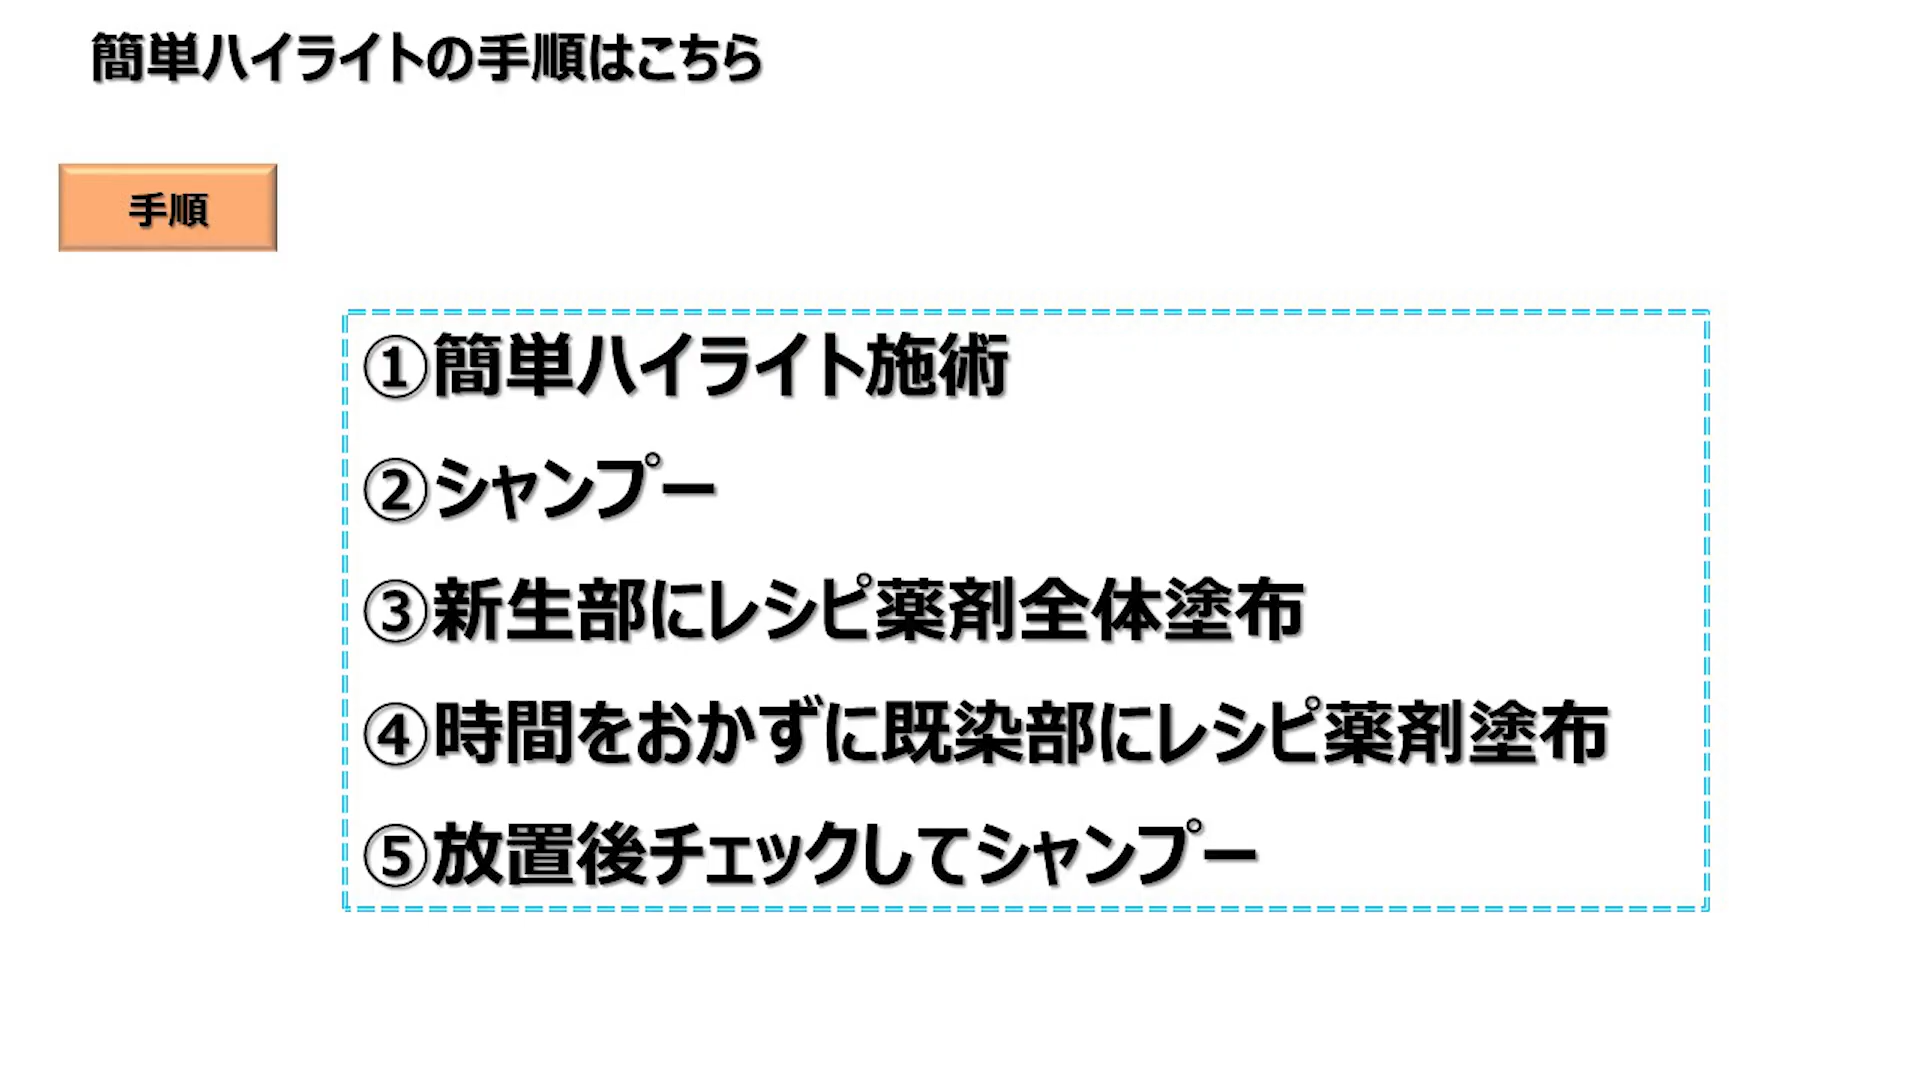 簡単ハイライトの手順はこちら
手順
①簡単ハイライト施術
②シャンプー
③新生部にレシピ薬剤全体塗布
④時間をおかずに既染部にレシピ薬剤塗布
⑤放置後チェックしてシャンプー